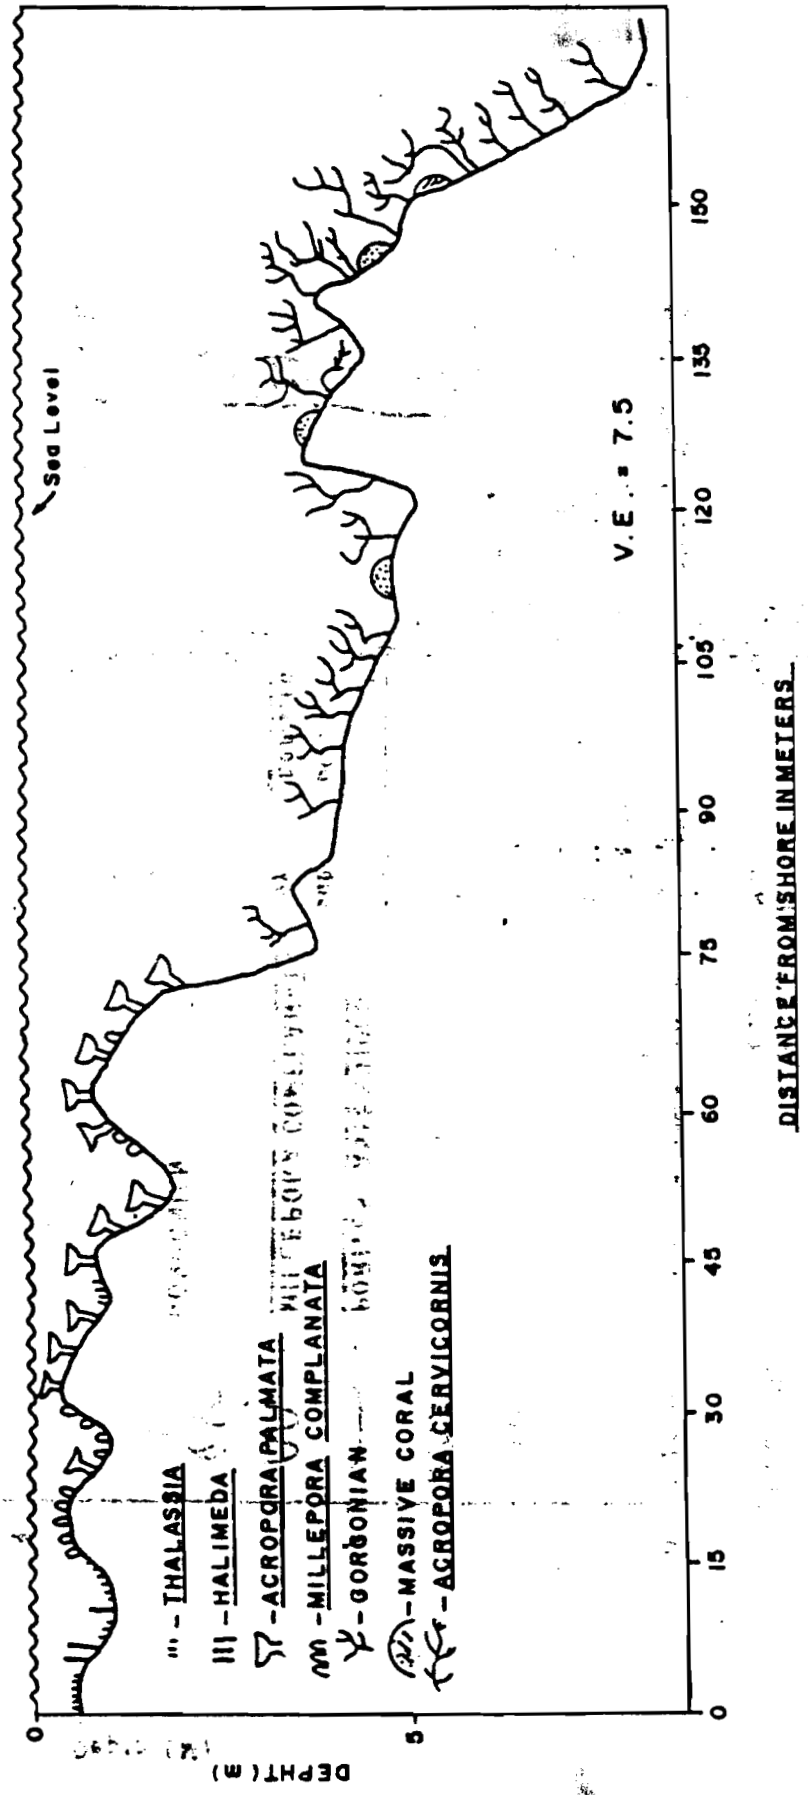 Sea Level
0
5
DEPHT(m)
"' - THALASSIA
||| - HALIMEDA
- ACROPORA PALMATA
- MILLEPORA COMPLANATA
- GORGONIAN
- MASSIVE CORAL
- ACROPORA CERVICORNIS
V.E. = 7.5
0 15 30 45 60 75 90 105 120 135 150
DISTANCE FROM SHORE IN METERS